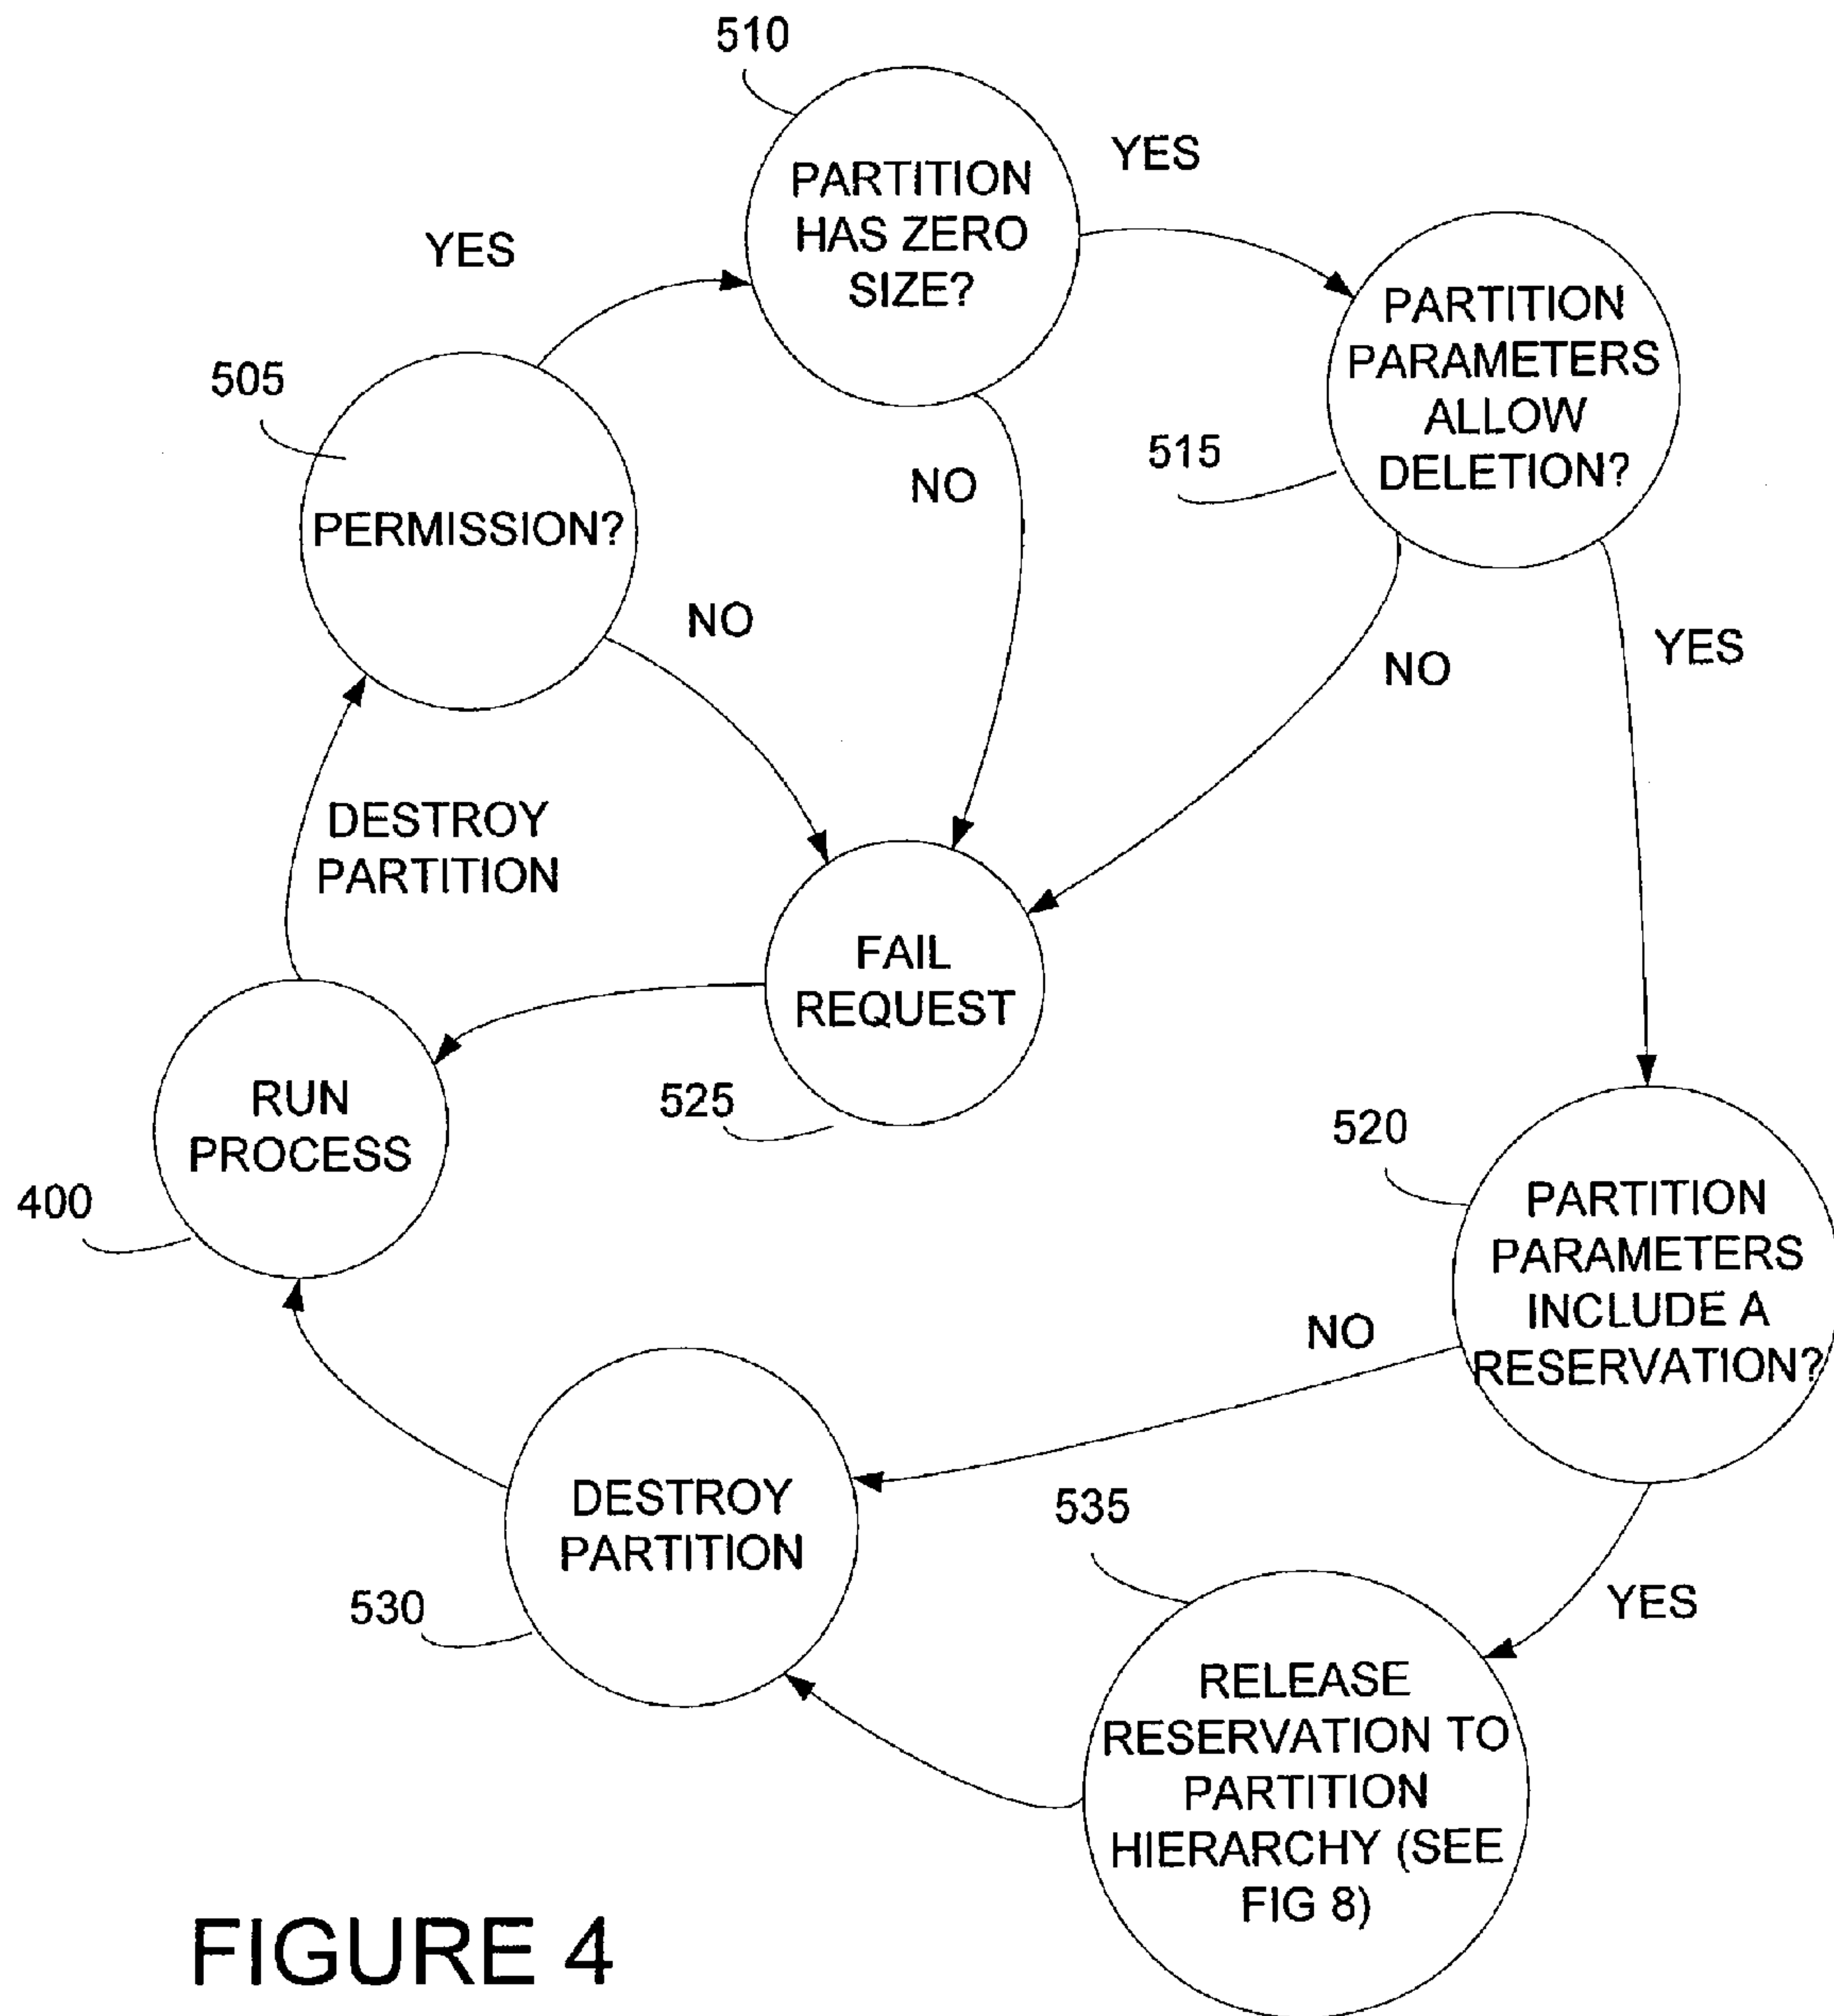 510
PARTITION
HAS ZERO
SIZE?
YES
YES
PARTITION
PARAMETERS
ALLOW
DELETION?
505
PERMISSION?
NO
515
NO
NO
YES
DESTROY
PARTITION
FAIL
REQUEST
525
RUN
PROCESS
400
520
PARTITION
PARAMETERS
INCLUDE A
RESERVATION?
NO
DESTROY
PARTITION
530
535
YES
RELEASE
RESERVATION TO
PARTITION
HIERARCHY (SEE
FIG 8)
FIGURE 4